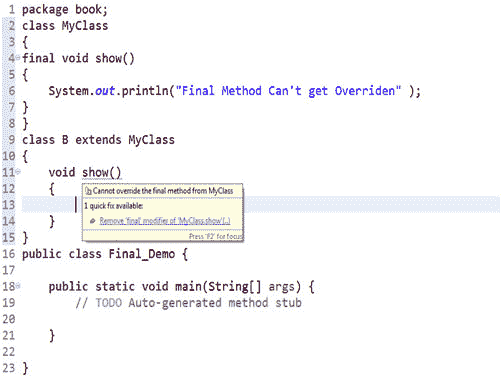 1 package book;
2 class MyClass
3 {
4 final void show()
5 {
6 System.out.println("Final Method Can't get Overriden" );
7 }
8 }
9 class B extends MyClass
10 {
11 void show()
12 {
Cannot override the final method from MyClass
13
1 quick fix available:
14 }
Remove 'final' modifier of 'MyClass.show'(..)
Press 'F2' for focus
15 }
16 public class Final_Demo {
17
18 public static void main(String[] args) {
19 // TODO Auto-generated method stub
20
21 }
22
23 }